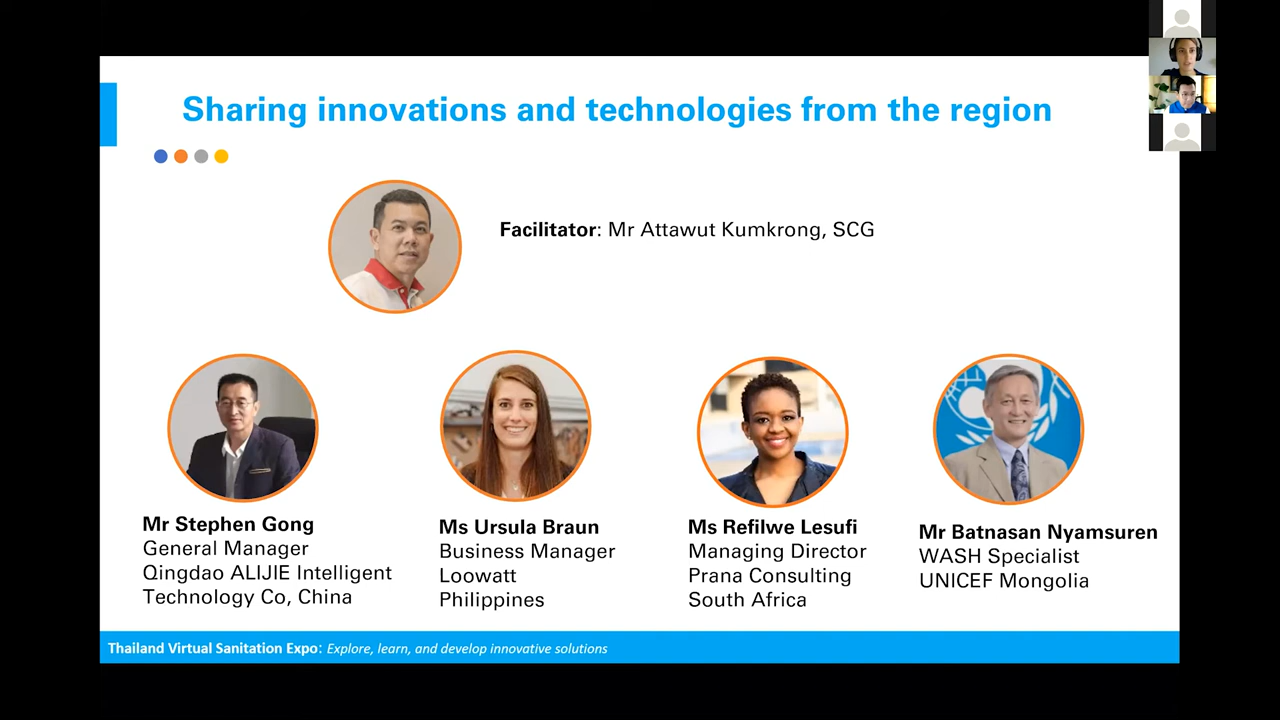 Sharing innovations and technologies from the region
Facilitator: Mr Attawut Kumkrong, SCG
Mr Stephen Gong
General Manager
Qingdao ALIJIE Intelligent
Technology Co, China
Ms Ursula Braun
Business Manager
Loowatt
Philippines
Ms Refilwe Lesufi
Managing Director
Prana Consulting
South Africa
Mr Batnasan Nyamsuren
WASH Specialist
UNICEF Mongolia
Thailand Virtual Sanitation Expo: Explore, learn, and develop innovative solutions